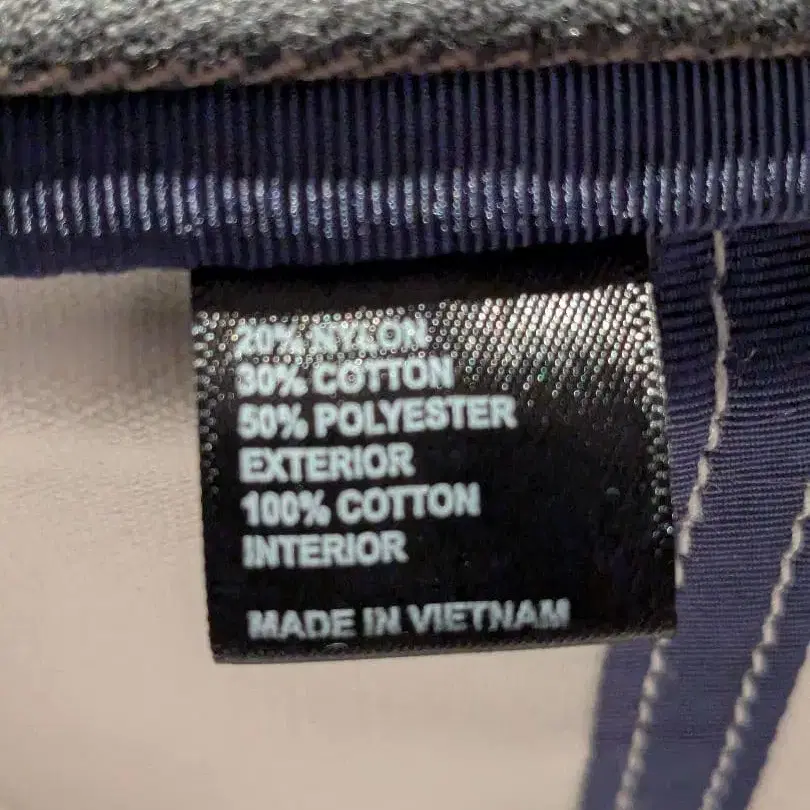 20% NYLON
30% COTTON
50% POLYESTER
EXTERIOR
100% COTTON
INTERIOR
MADE IN VIETNAM